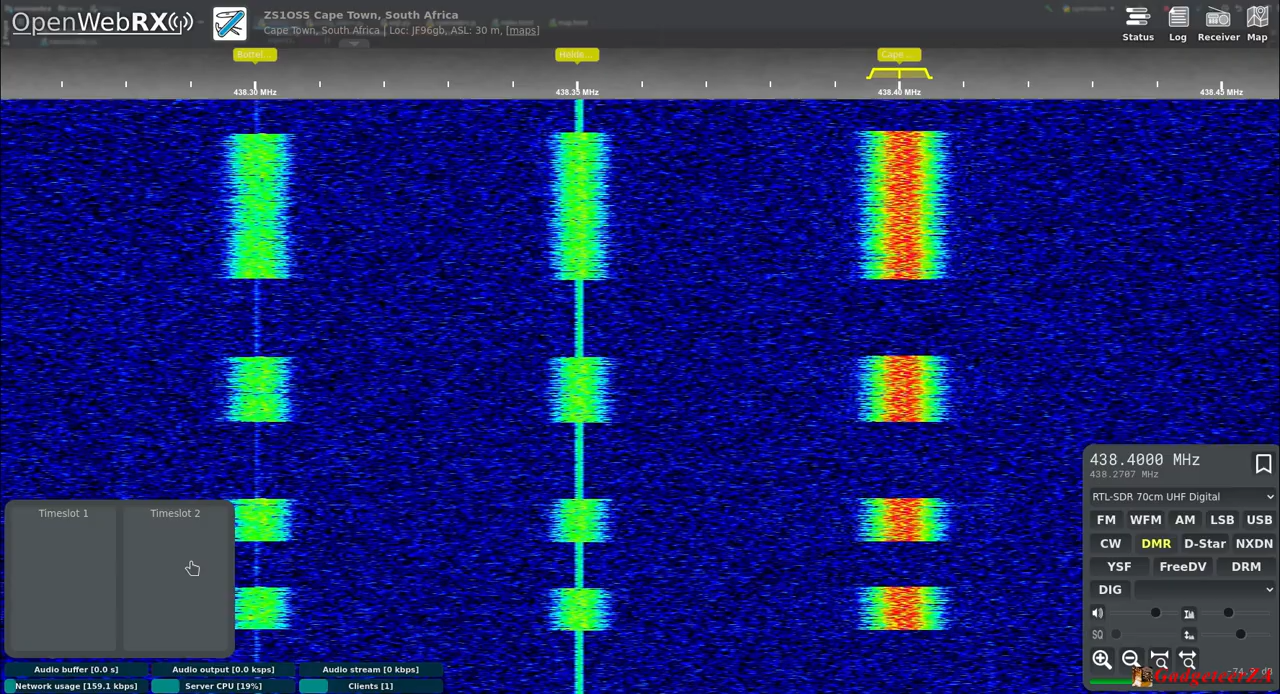 OpenWebRX
ZS1OSS Cape Town, South Africa
Cape Town, South Africa | Loc: JF96gb, ASL: 30 m, [maps]
Status
Log
Receiver
Map
Bottel...
Helde...
Cape ...
438.30 MHz
438.35 MHz
438.40 MHz
438.45 MHz
438.4000 MHz
438.2707 MHz
RTL-SDR 70cm UHF Digital
FM WFM AM LSB USB
CW DMR D-Star NXDN
YSF FreeDV DRM
DIG
SQ
Timeslot 1
Timeslot 2
Audio buffer [0.0 s]
Audio output [0.0 ksps]
Audio stream [0 kbps]
Network usage [159.1 kbps]
Server CPU [19%]
Clients [1]
GadgeteerZA